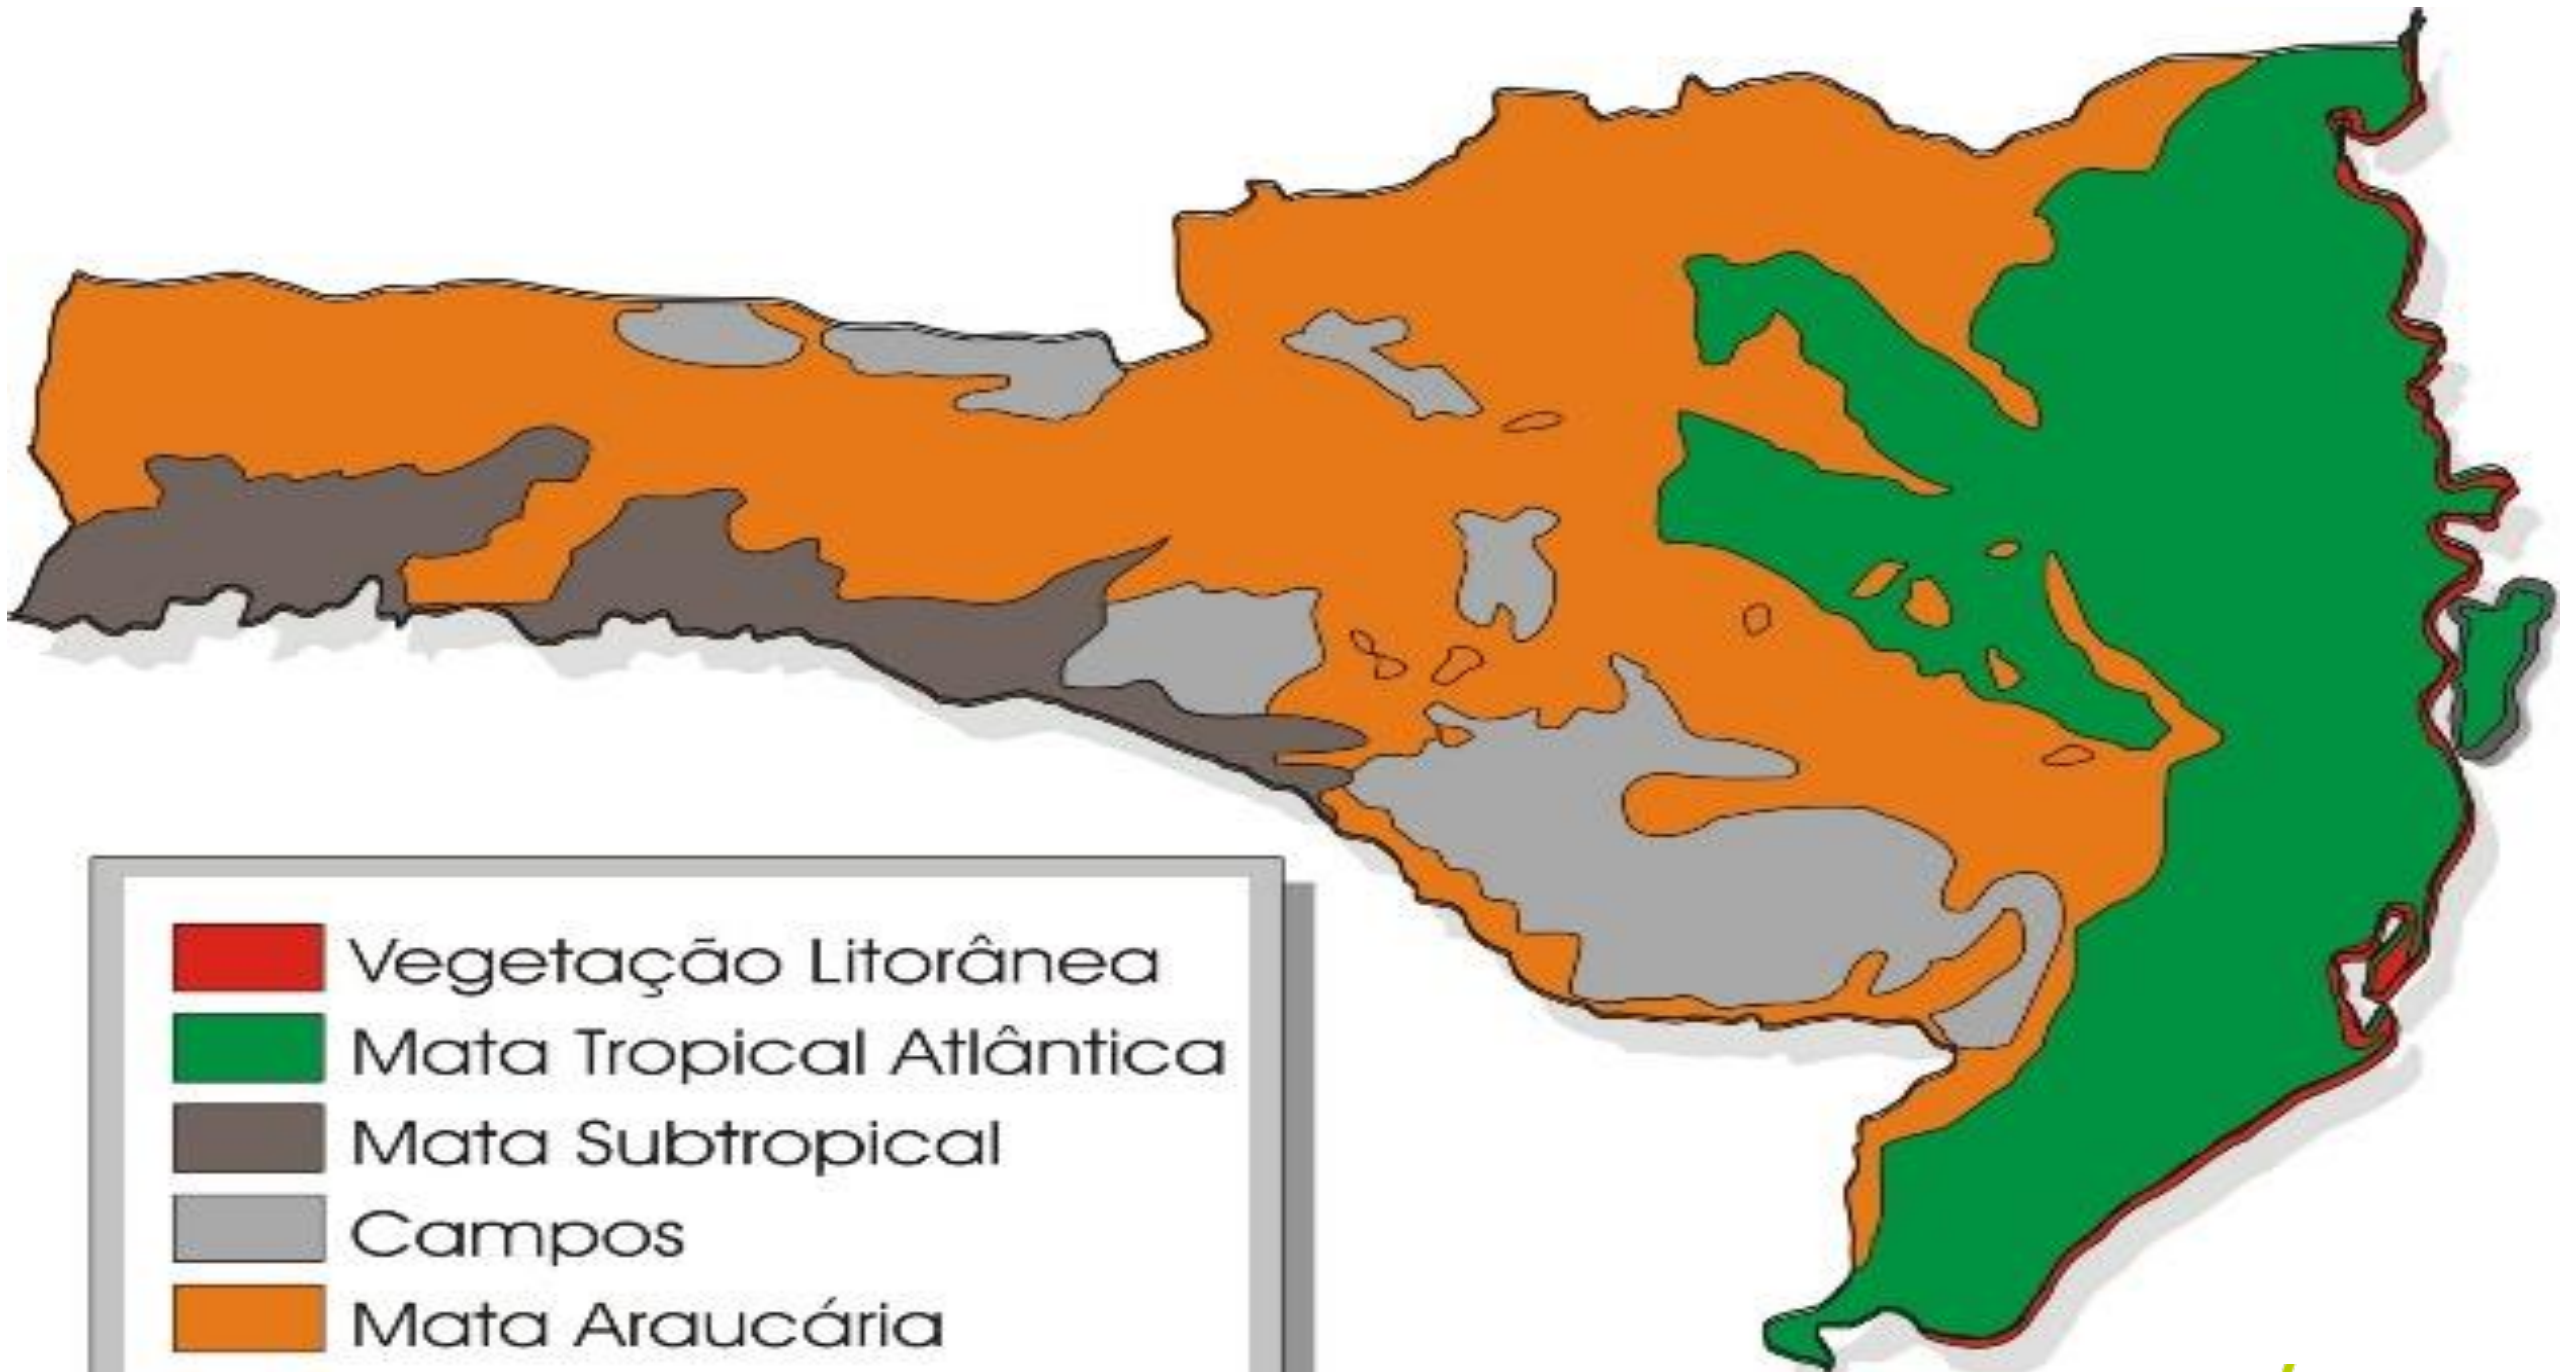 Vegetação Litorânea
Mata Tropical Atlântica
Mata Subtropical
Campos
Mata Araucária